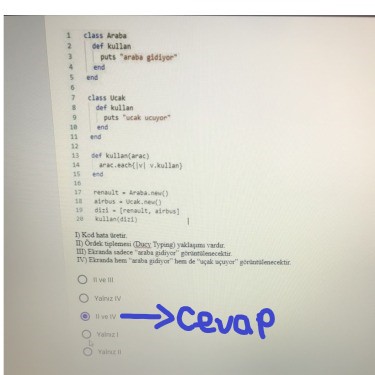 1 class Araba
2 def kullan
3 puts "araba gidiyor"
4 end
5 end
6
7 class Ucak
8 def kullan
9 puts "ucak ucuyor"
10 end
11 end
12
13 def kullan(arac)
14 arac.each{|v| v.kullan}
15 end
16
17 renault = Araba.new()
18 airbus = Ucak.new()
19 dizi = [renault, airbus]
20 kullan(dizi)
I) Kod hata üretir.
II) Ördek tiplemesi (Ducy Typing) yaklaşımı vardır.
III) Ekranda sadece "araba gidiyor" görüntülenecektir.
IV) Ekranda hem "araba gidiyor" hem de "uçak uçuyor" görüntülenecektir.
II ve III
Yalnız IV
II ve IV → Cevap
Yalnız I
Yalnız II